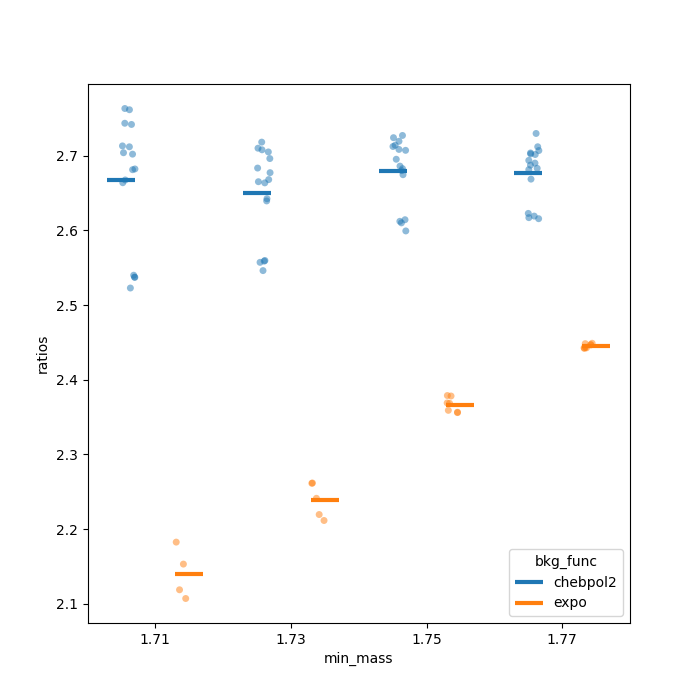 2.7
2.6
2.5
2.4
2.3
2.2
2.1
ratios
1.71 1.73 1.75 1.77
min_mass
bkg_func
chebpol2
expo